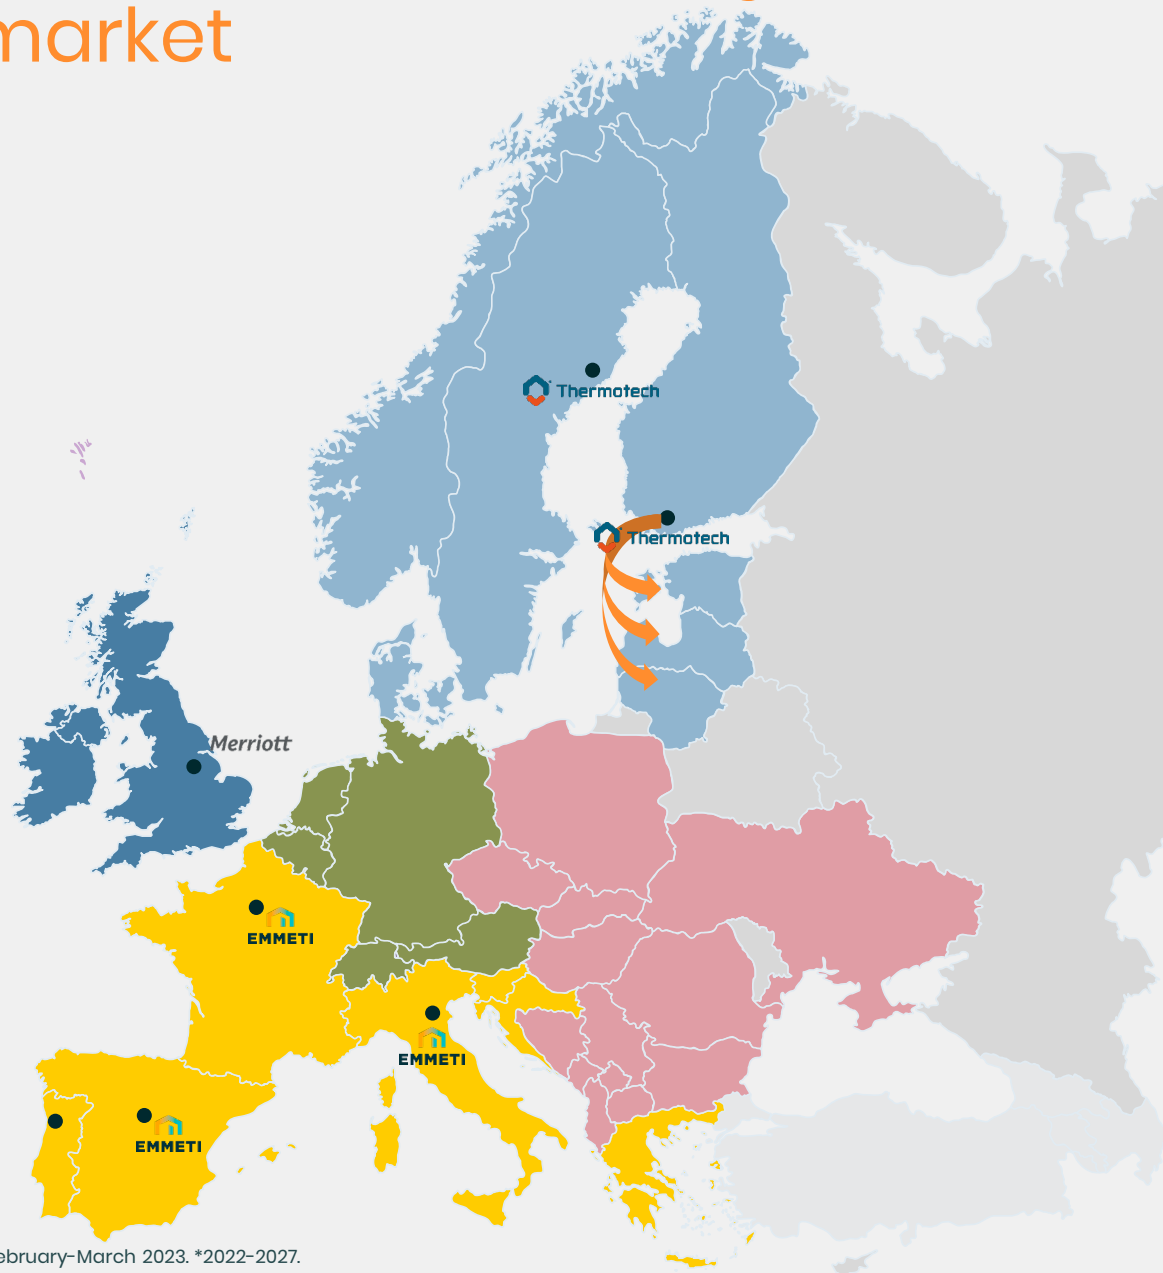 market
Thermotech
Thermotech
Merriott
EMMETI
EMMETI
EMMETI
ebruary-March 2023. *2022-2027.